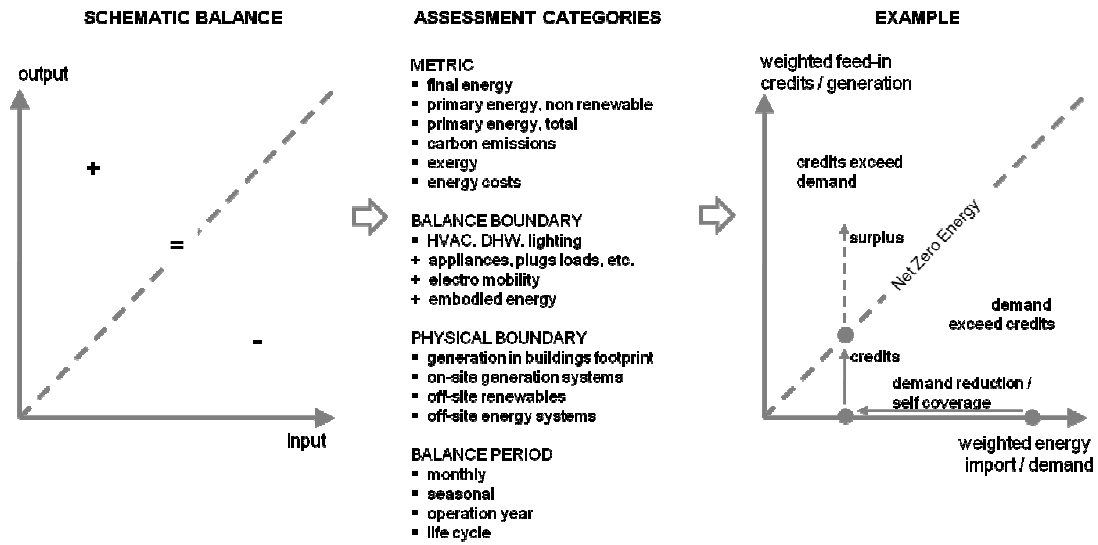 SCHEMATIC BALANCE
output
+
=
-
input
ASSESSMENT CATEGORIES
METRIC
▪ final energy
▪ primary energy, non renewable
▪ primary energy, total
▪ carbon emissions
▪ exergy
▪ energy costs
BALANCE BOUNDARY
▪ HVAC, DHW, lighting
+ appliances, plugs loads, etc.
+ electro mobility
+ embodied energy
PHYSICAL BOUNDARY
▪ generation in buildings footprint
▪ on-site generation systems
▪ off-site renewables
▪ off-site energy systems
BALANCE PERIOD
▪ monthly
▪ seasonal
▪ operation year
▪ life cycle
EXAMPLE
weighted feed-in
credits / generation
credits exceed
demand
surplus
Net Zero Energy
demand
exceed credits
credits
demand reduction /
self coverage
weighted energy
import / demand